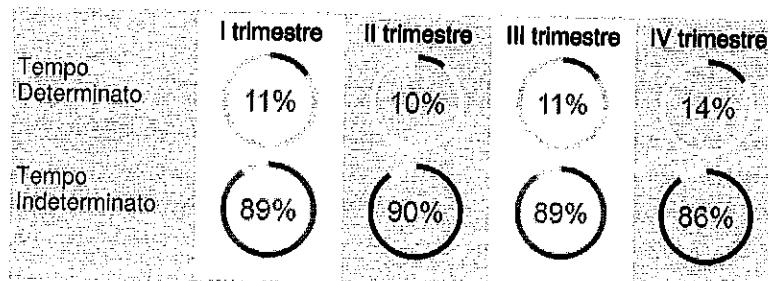 I trimestre II trimestre III trimestre IV trimestre
Tempo
Determinato
11% 10% 11% 14%
Tempo
Indeterminato
89% 90% 89% 86%